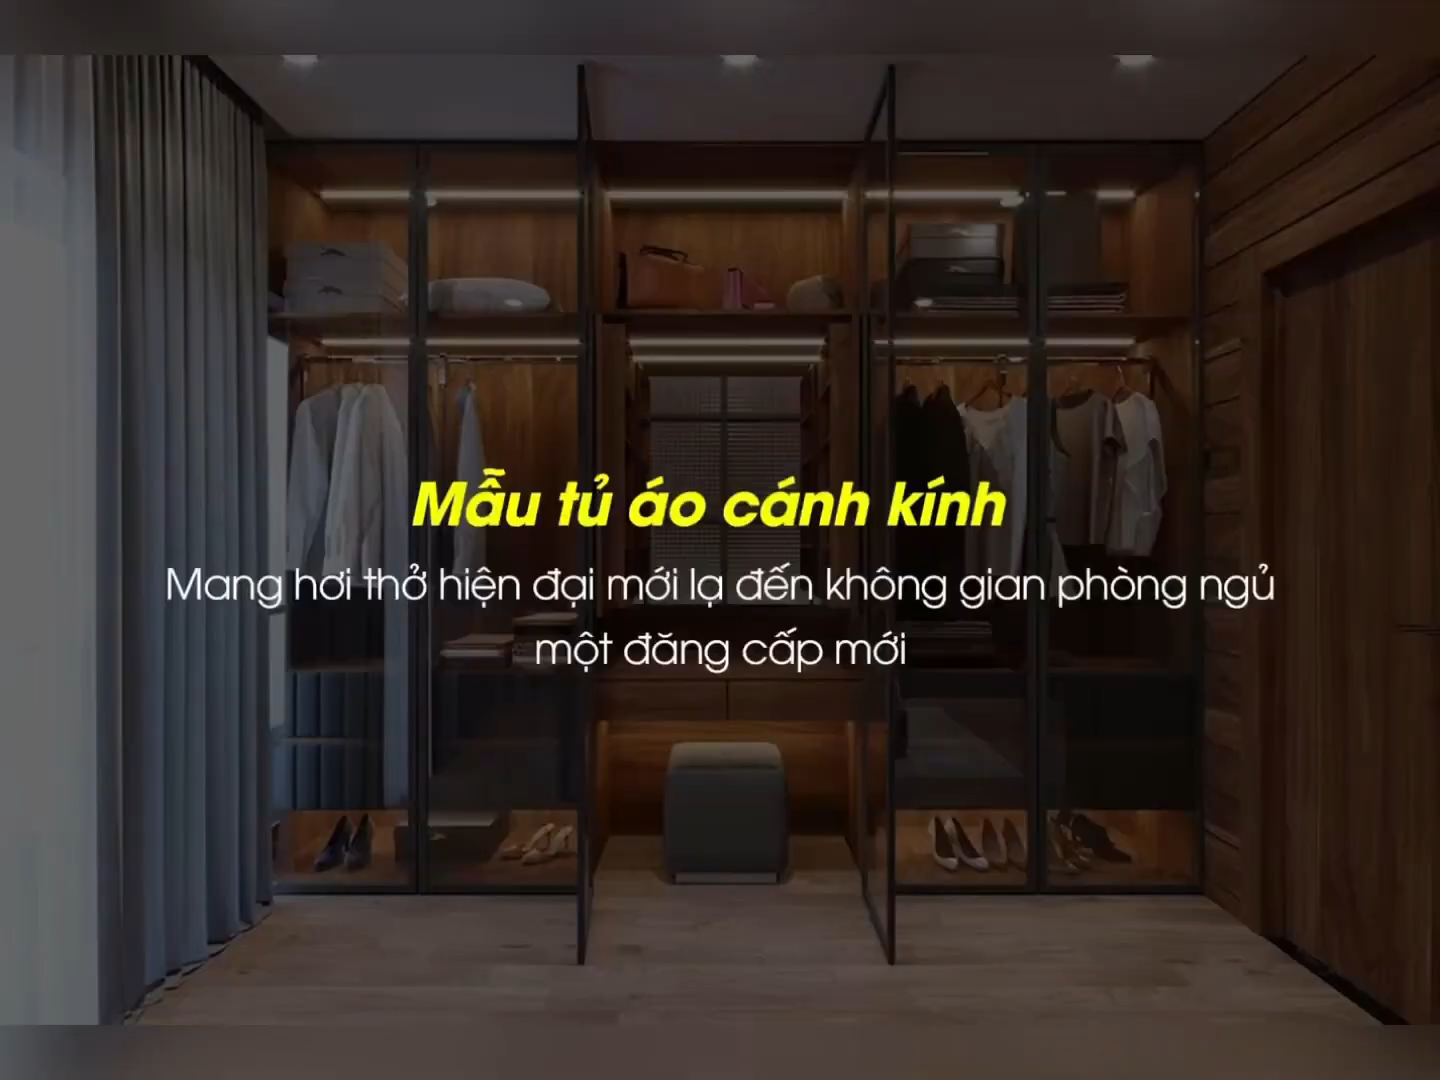 Mẫu tủ áo cánh kính
Mang hơi thở hiện đại mới lạ đến không gian phòng ngủ
một đăng cấp mới